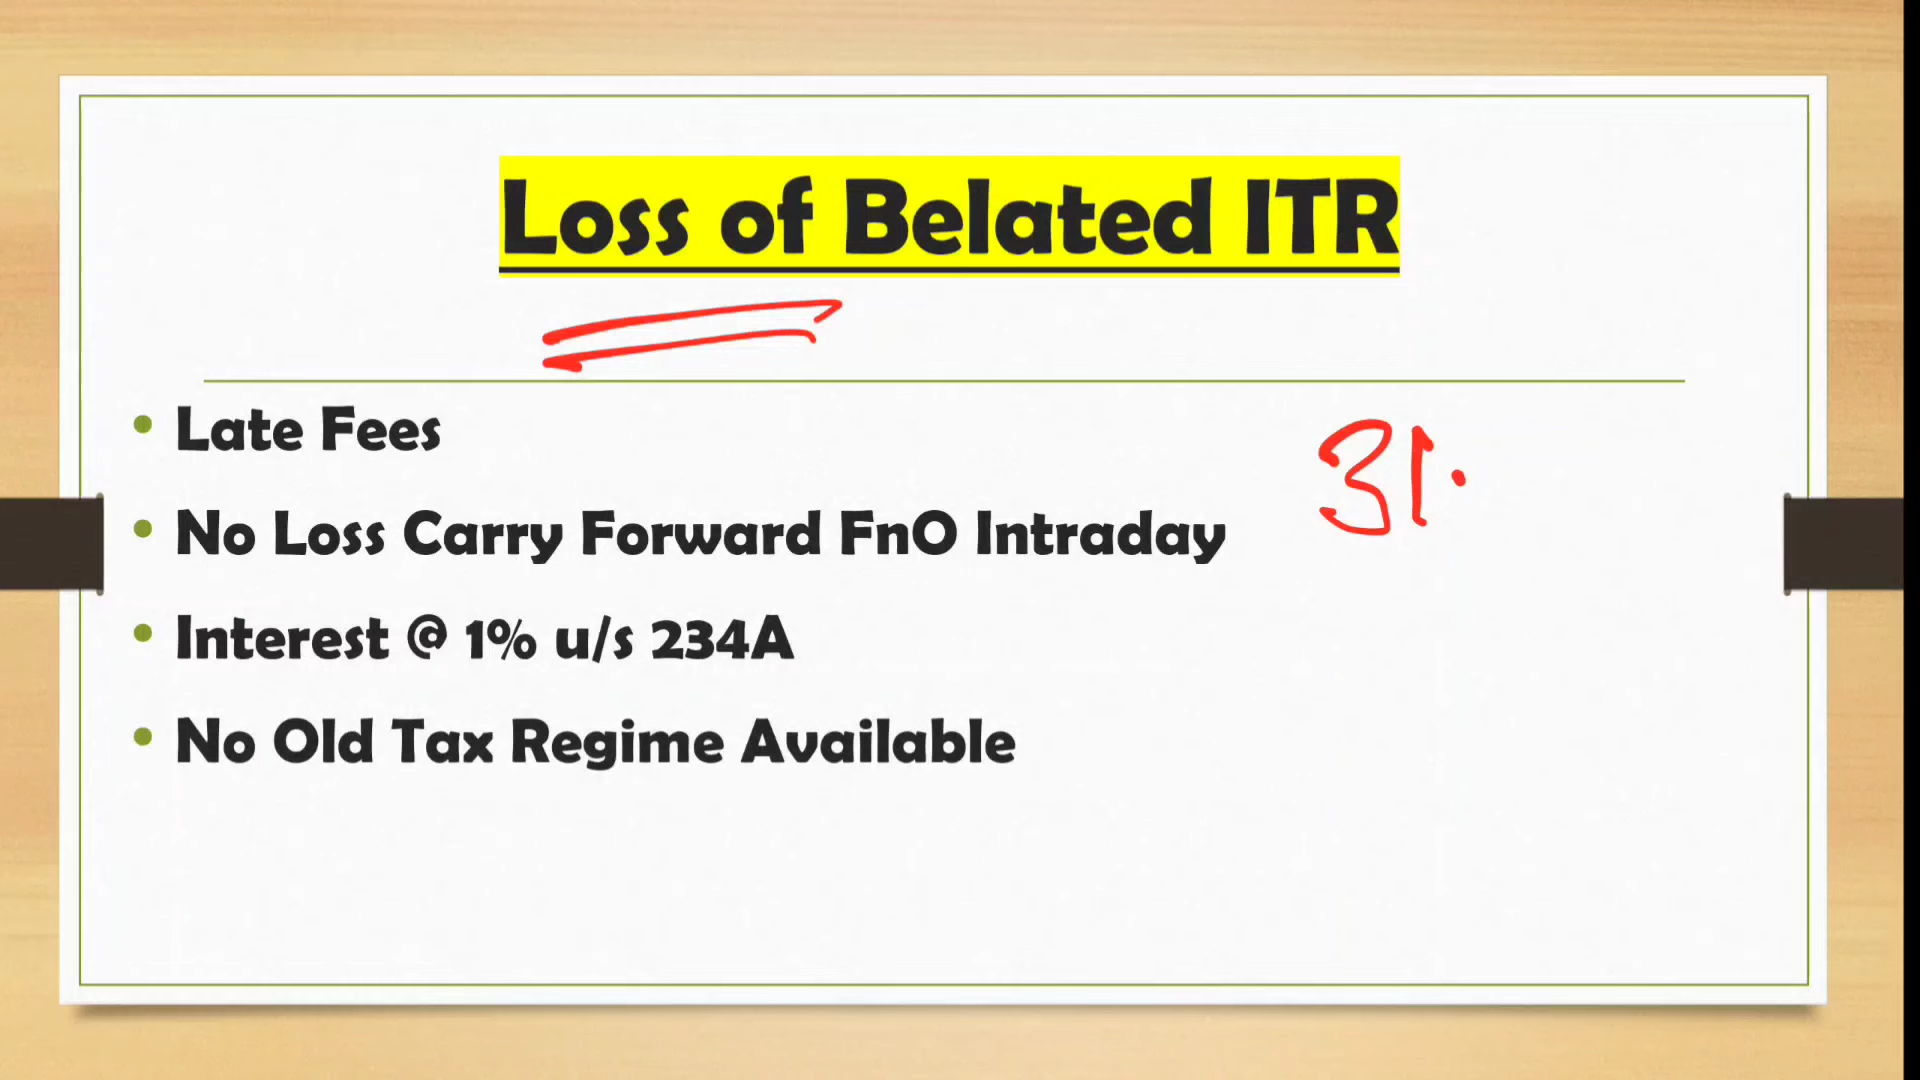 Loss of Belated ITR
• Late Fees
31.
• No Loss Carry Forward FnO Intraday
• Interest @ 1% u/s 234A
• No Old Tax Regime Available